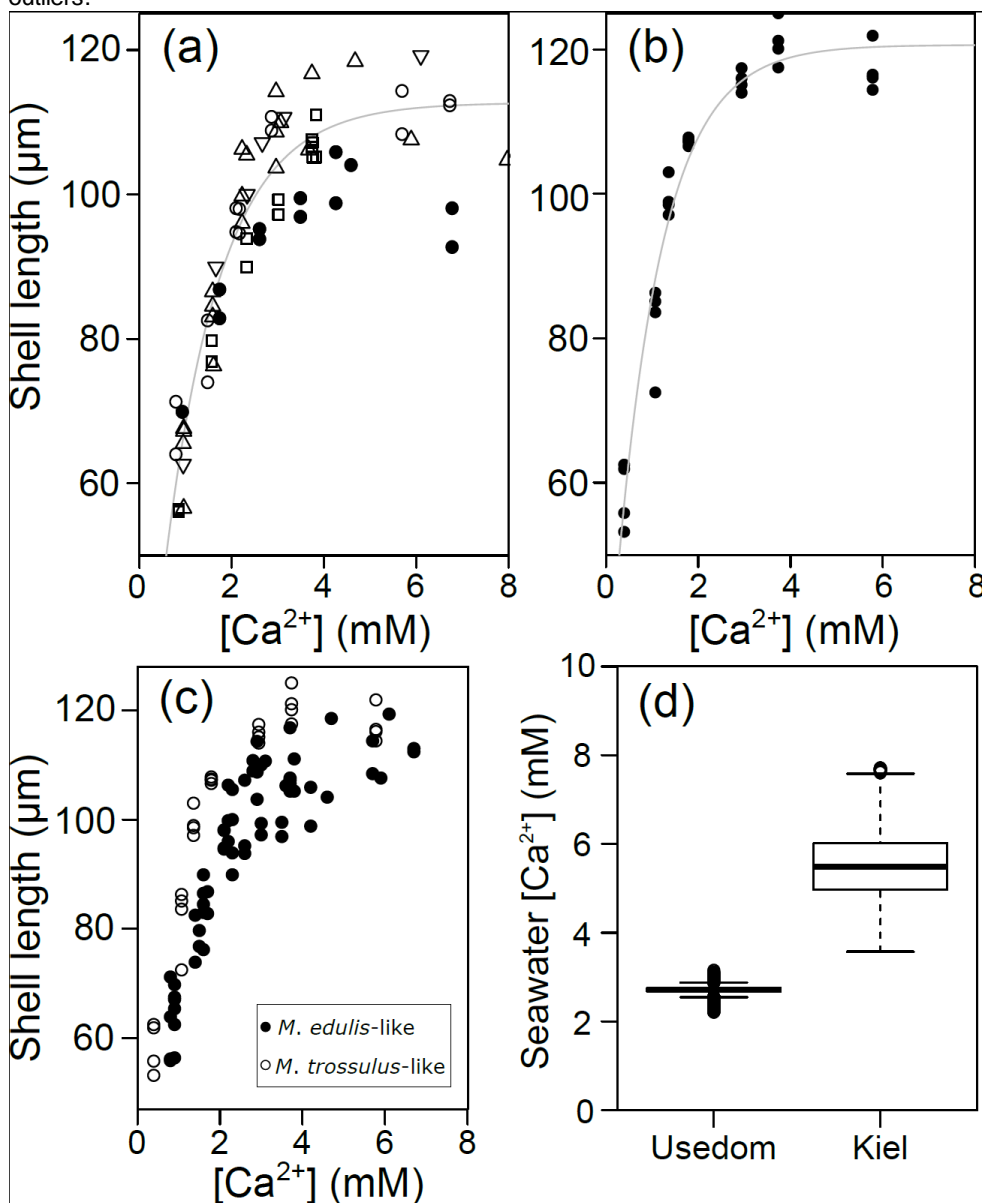 outliers.
(a)
Shell length (μm)
120
100
80
60
0 2 4 6 8
[Ca2+] (mM)
(b)
120
100
80
60
0 2 4 6 8
[Ca2+] (mM)
(c)
Shell length (μm)
120
100
80
60
M. edulis-like
M. trossulus-like
0 2 4 6 8
[Ca2+] (mM)
(d)
Seawater [Ca2+] (mM)
10
8
6
4
2
0
Usedom Kiel